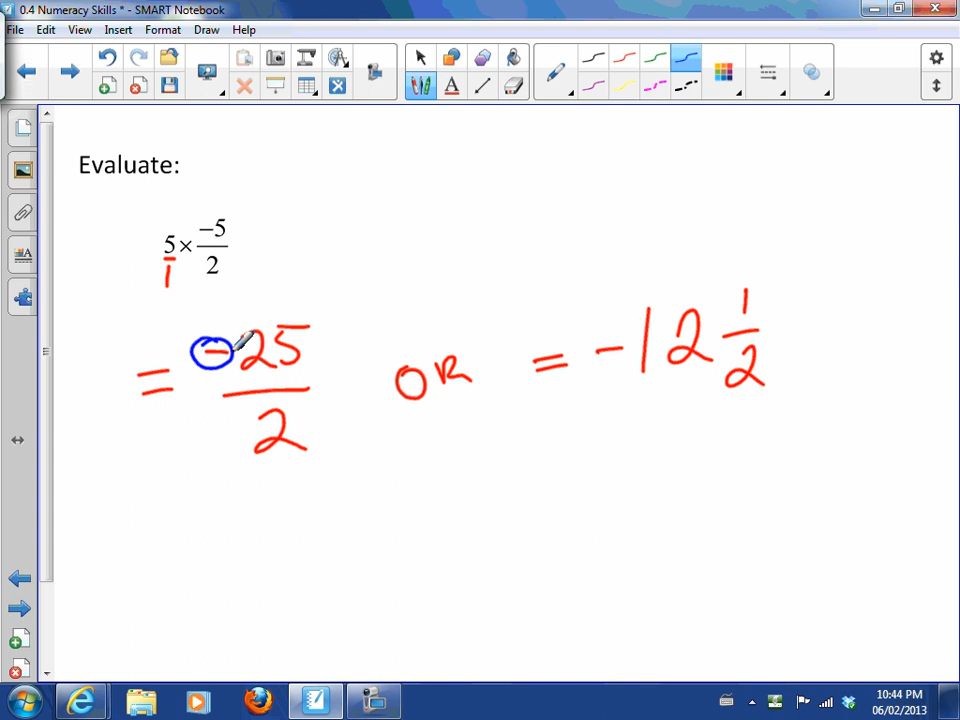 0.4 Numeracy Skills * - SMART Notebook
File Edit View Insert Format Draw Help
Evaluate:
5 × −5/2
1
= −25/2 OR = −12 1/2
10:44 PM
06/02/2013